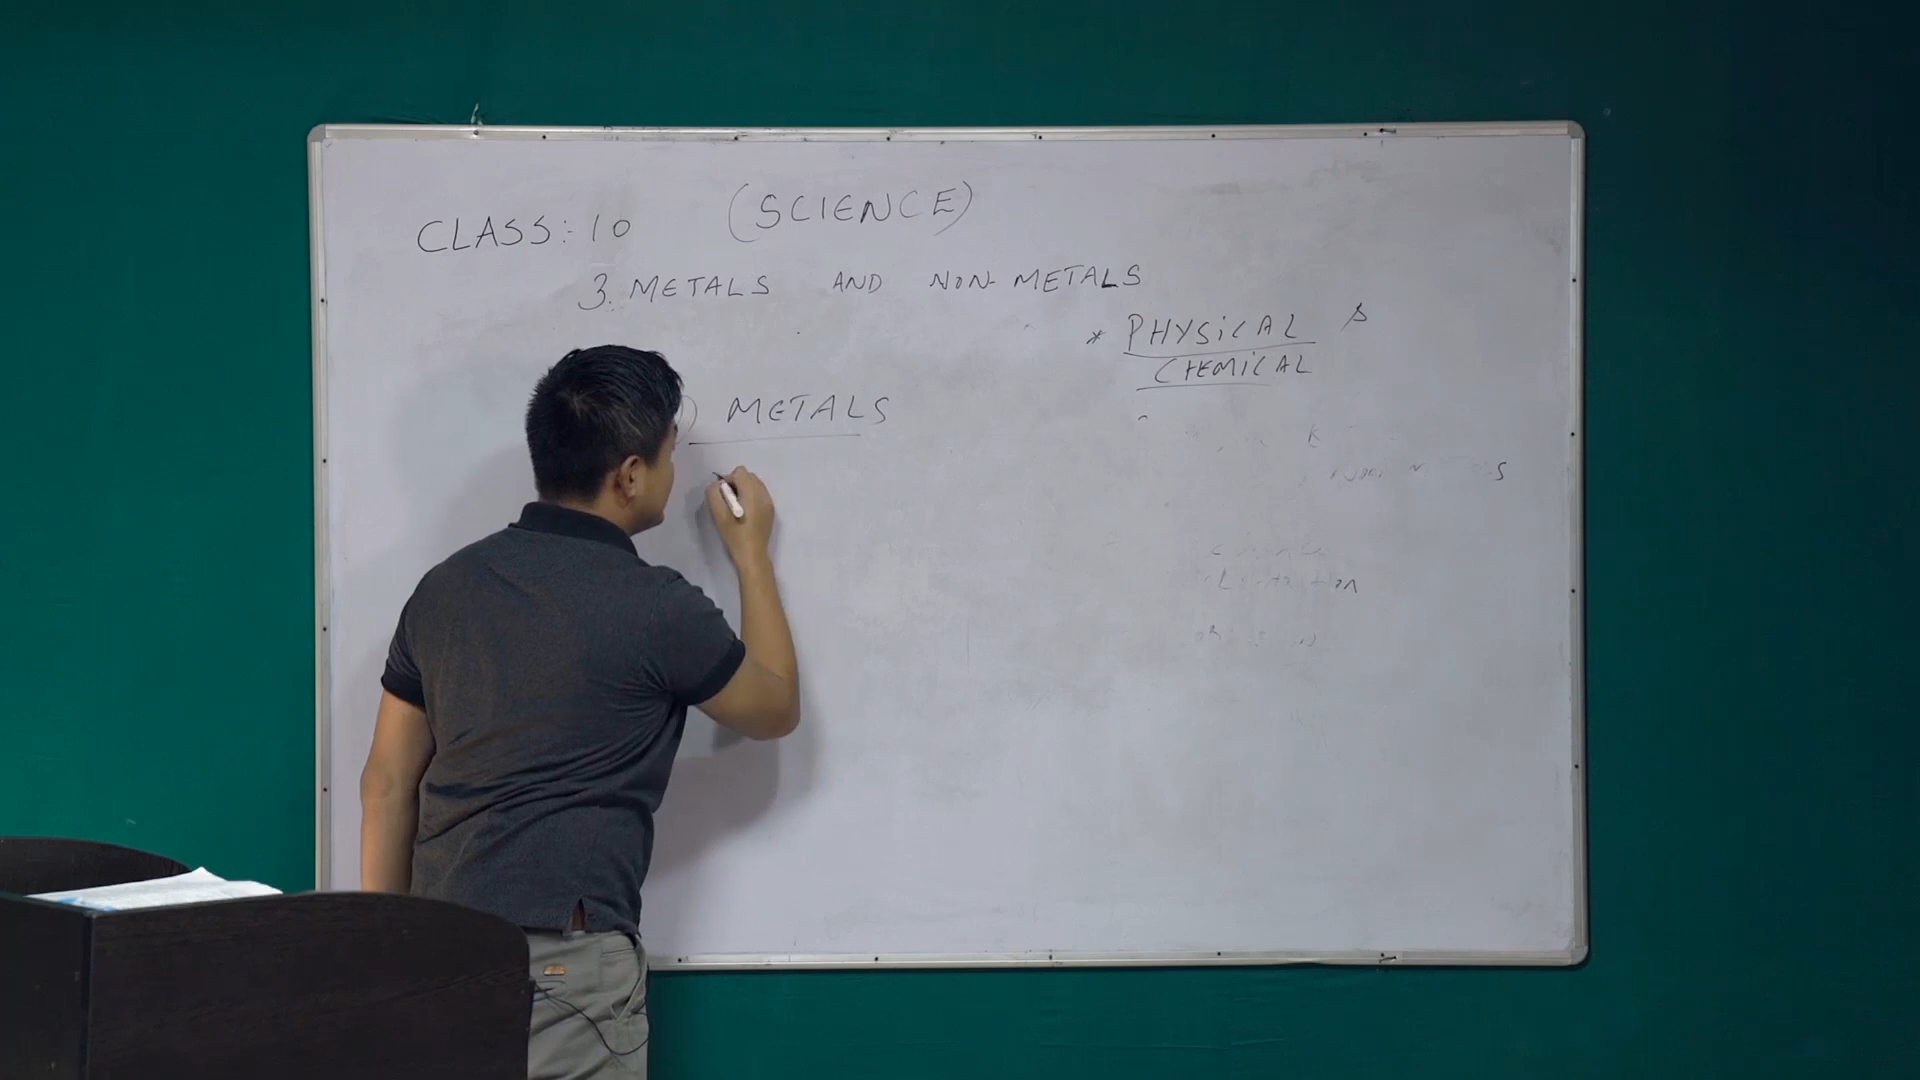 CLASS:- 10 (SCIENCE)
3. METALS AND NON-METALS
* PHYSICAL
CHEMICAL
) METALS